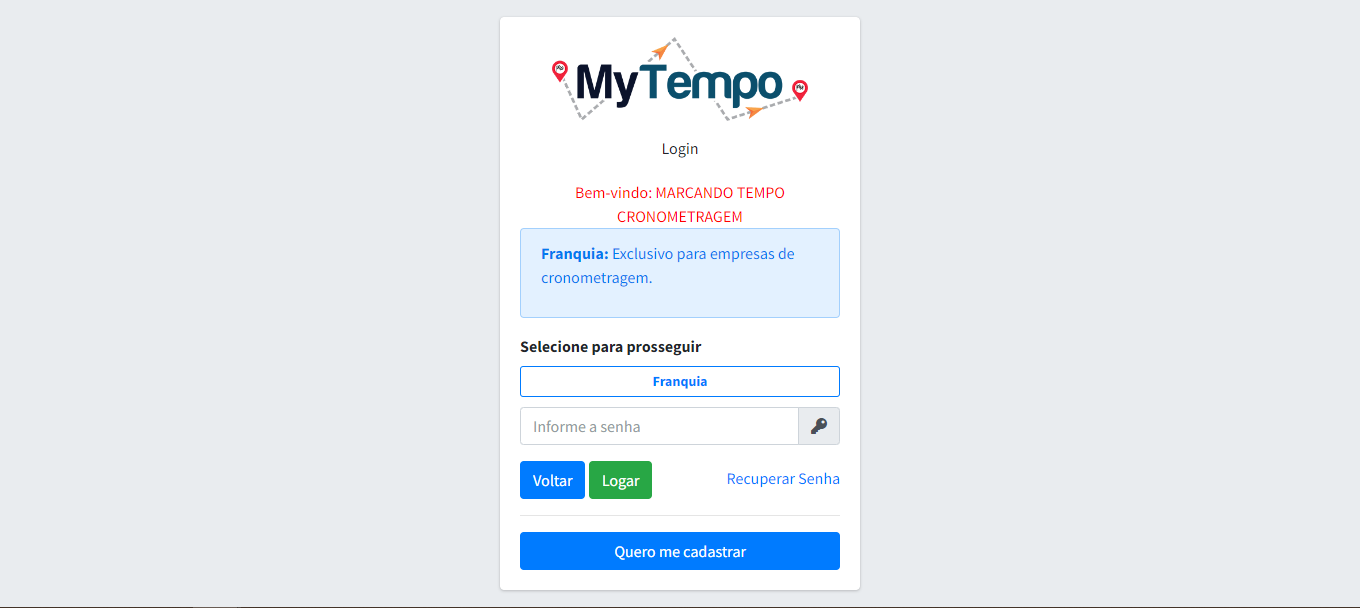 MyTempo
Login
Bem-vindo: MARCANDO TEMPO
CRONOMETRAGEM
Franquia: Exclusivo para empresas de
cronometragem.
Selecione para prosseguir
Franquia
Informe a senha
Voltar Logar Recuperar Senha
Quero me cadastrar